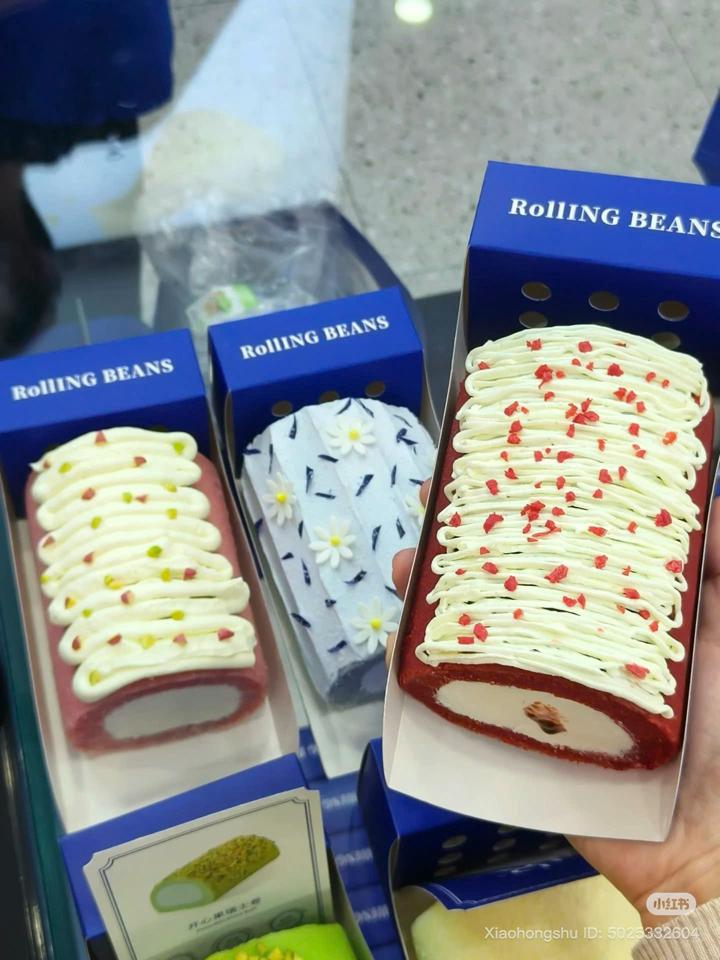 RollING BEANS
RollING BEANS
RollING BEANS
开心果瑞士卷
小红书
Xiaohongshu ID: 5023332604